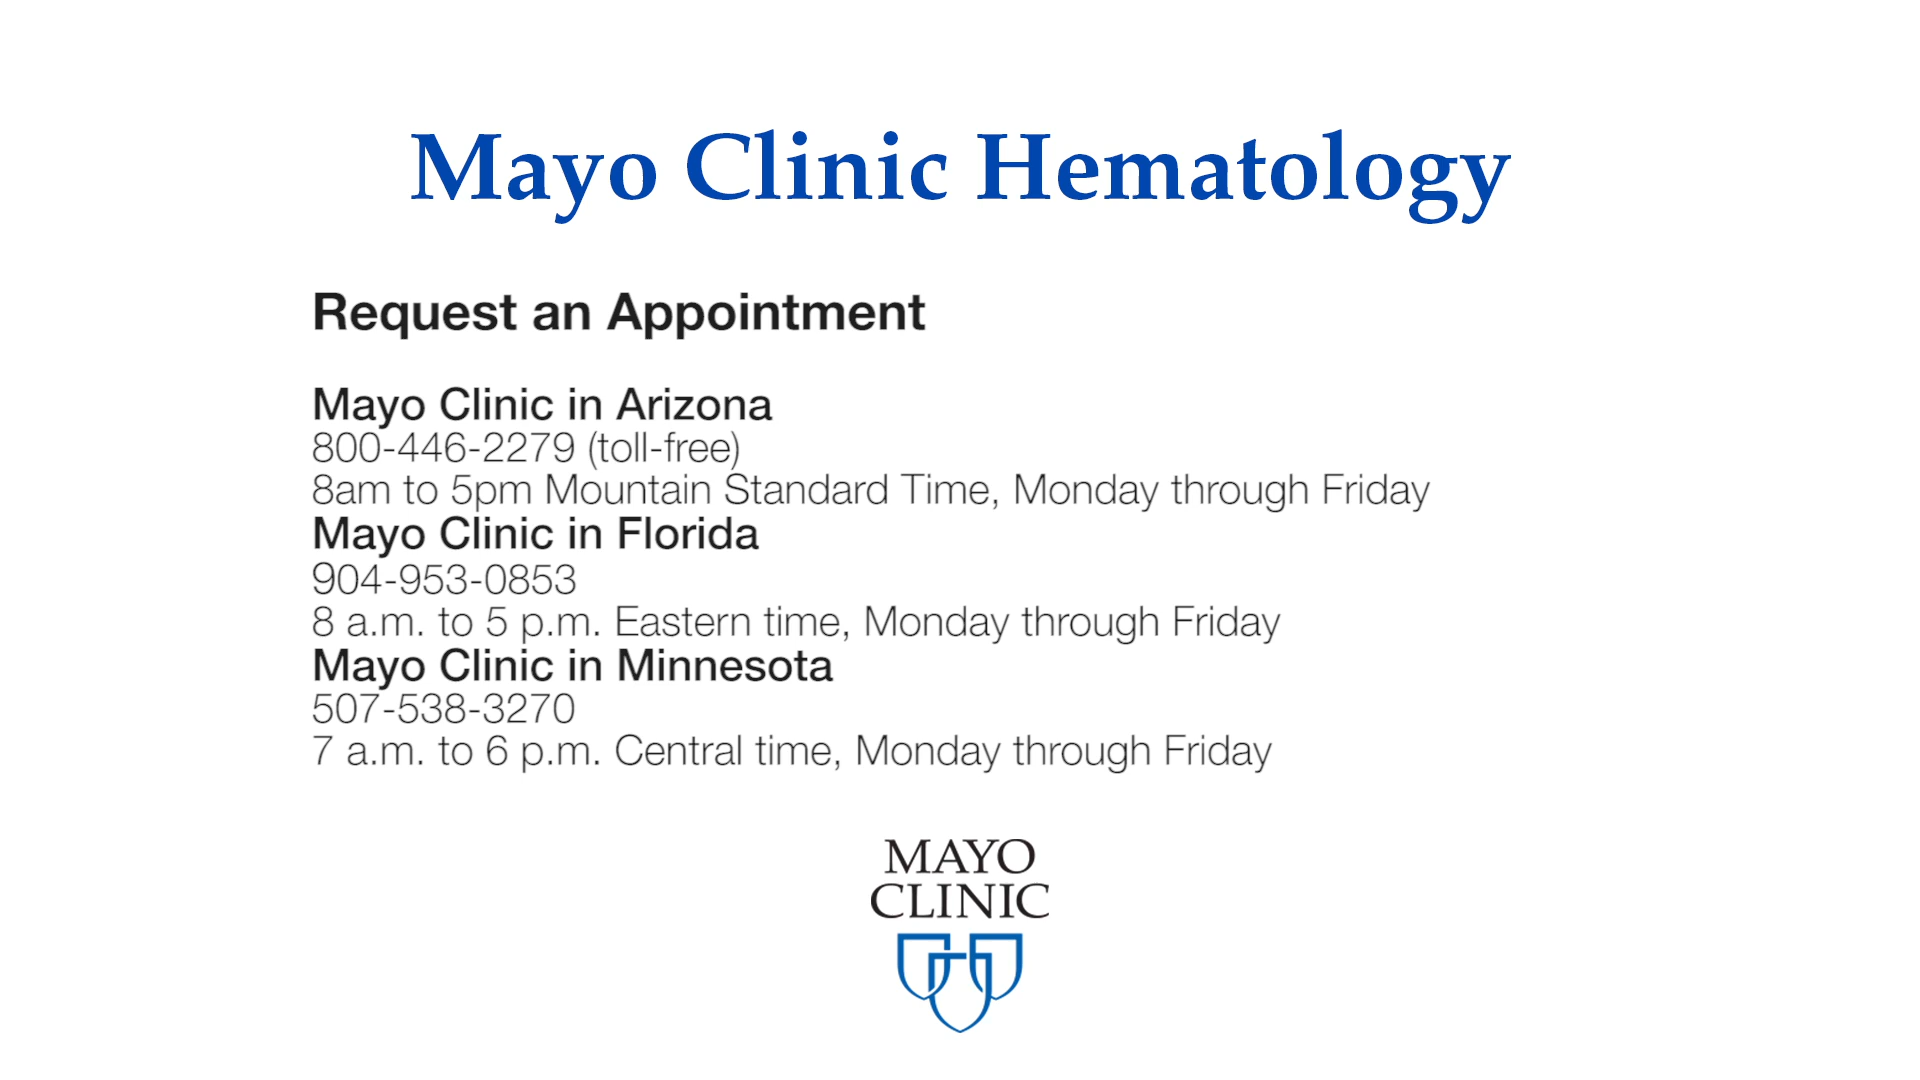 Mayo Clinic Hematology
Request an Appointment
Mayo Clinic in Arizona
800-446-2279 (toll-free)
8am to 5pm Mountain Standard Time, Monday through Friday
Mayo Clinic in Florida
904-953-0853
8 a.m. to 5 p.m. Eastern time, Monday through Friday
Mayo Clinic in Minnesota
507-538-3270
7 a.m. to 6 p.m. Central time, Monday through Friday
MAYO
CLINIC